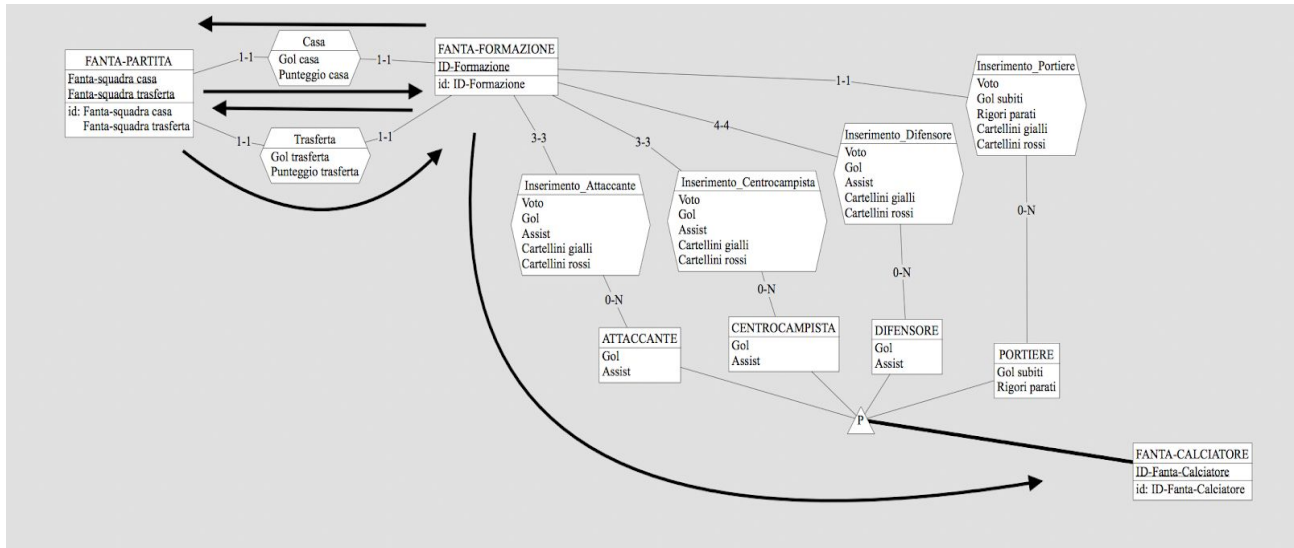 FANTA-PARTITA
Fanta-squadra casa
Fanta-squadra trasferta
id: Fanta-squadra casa
Fanta-squadra trasferta
1-1
Casa
Gol casa
Punteggio casa
1-1
1-1
Trasferta
Gol trasferta
Punteggio trasferta
1-1
FANTA-FORMAZIONE
ID-Formazione
id: ID-Formazione
3-3
Inserimento_Attaccante
Voto
Gol
Assist
Cartellini gialli
Cartellini rossi
0-N
ATTACCANTE
Gol
Assist
3-3
Inserimento_Centrocampista
Voto
Gol
Assist
Cartellini gialli
Cartellini rossi
0-N
CENTROCAMPISTA
Gol
Assist
4-4
Inserimento_Difensore
Voto
Gol
Assist
Cartellini gialli
Cartellini rossi
0-N
DIFENSORE
Gol
Assist
1-1
Inserimento_Portiere
Voto
Gol subiti
Rigori parati
Cartellini gialli
Cartellini rossi
0-N
PORTIERE
Gol subiti
Rigori parati
P
FANTA-CALCIATORE
ID-Fanta-Calciatore
id: ID-Fanta-Calciatore